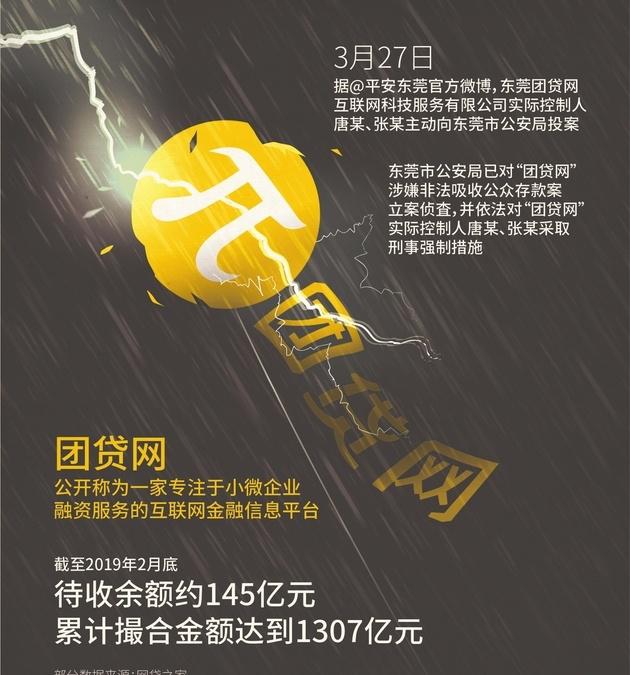 3月27日
据@平安东莞官方微博，东莞团贷网
互联网科技服务有限公司实际控制人
唐某、张某主动向东莞市公安局投案
东莞市公安局已对“团贷网”
涉嫌非法吸收公众存款案
立案侦查，并依法对“团贷网”
实际控制人唐某、张某采取
刑事强制措施
团贷网
团贷网
公开称为一家专注于小微企业
融资服务的互联网金融信息平台
截至2019年2月底
待收余额约145亿元
累计撮合金额达到1307亿元
部分数据来源：网贷之家